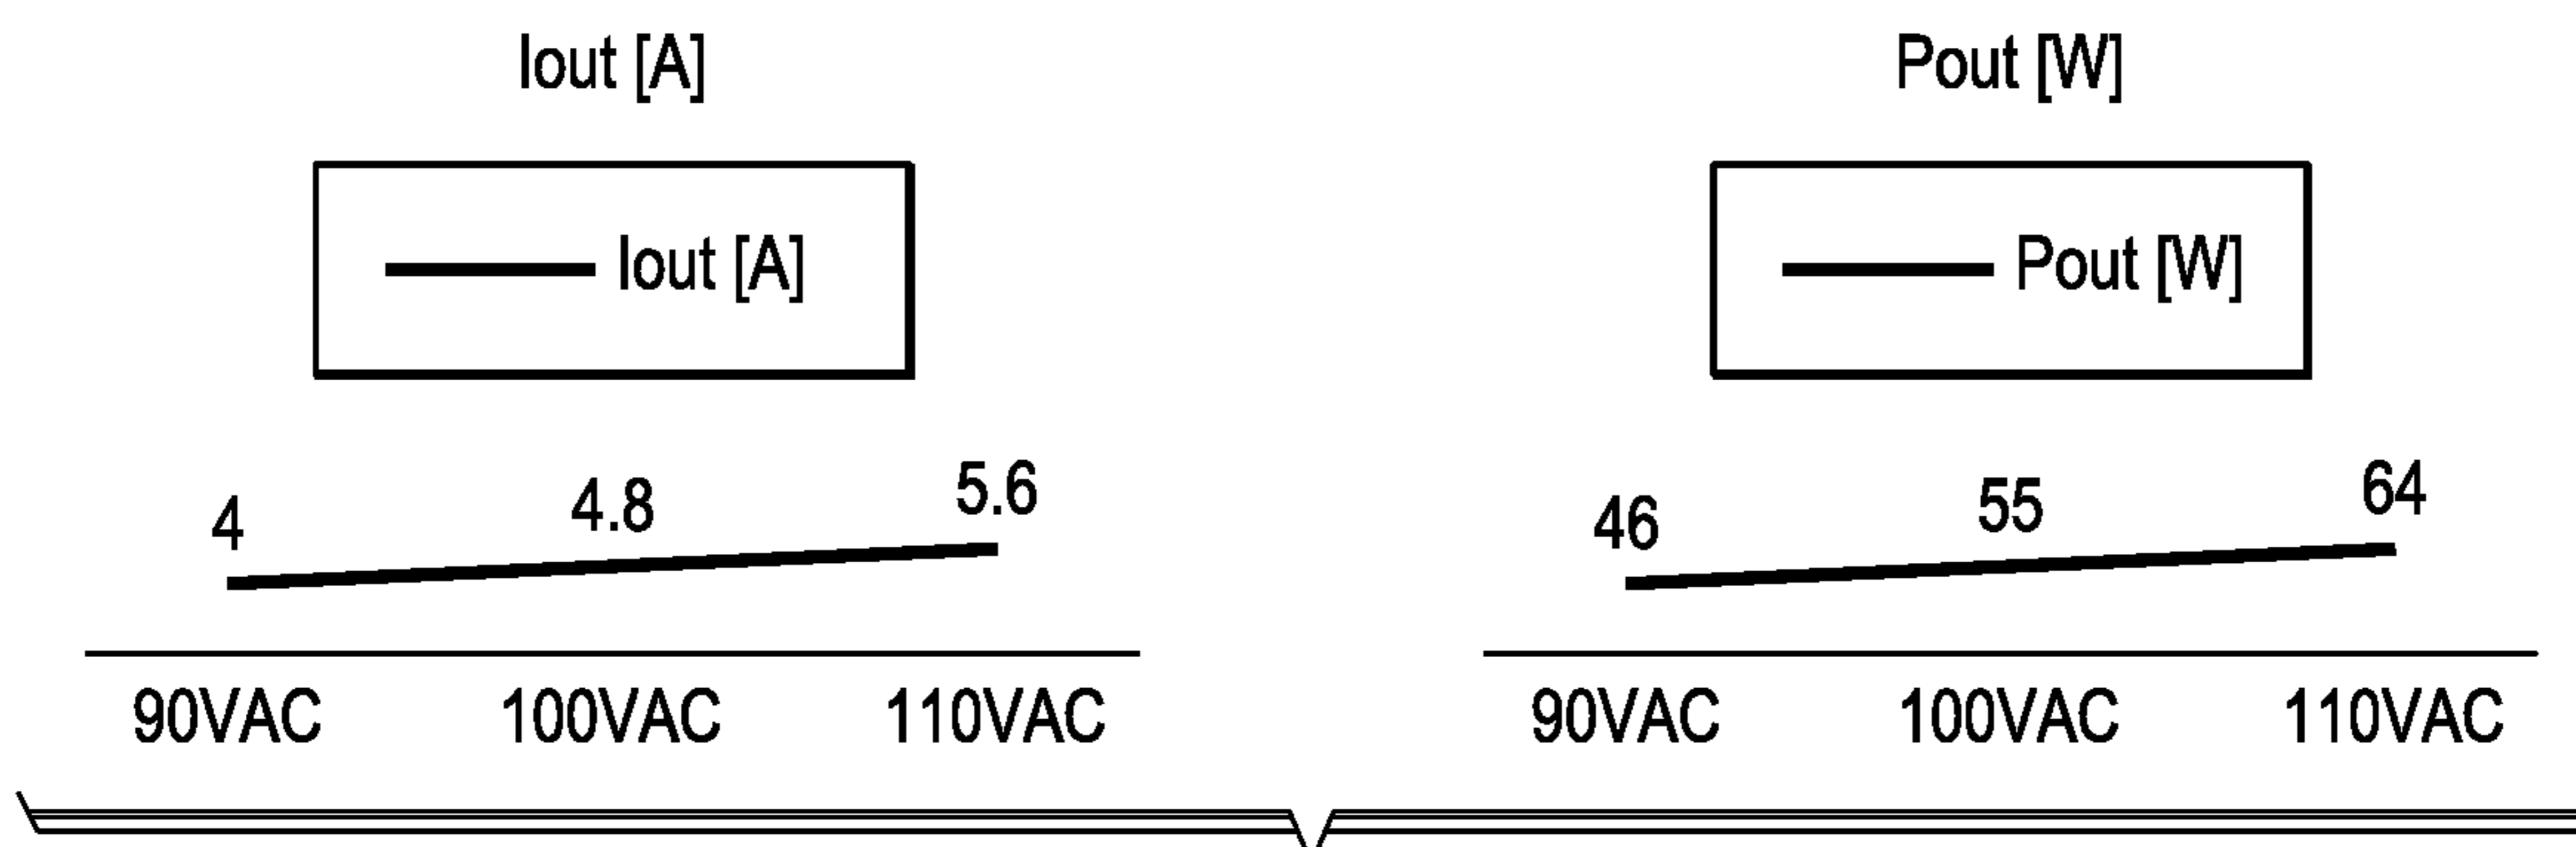 Iout [A]
Iout [A]
4 4.8 5.6
90VAC 100VAC 110VAC
Pout [W]
Pout [W]
46 55 64
90VAC 100VAC 110VAC